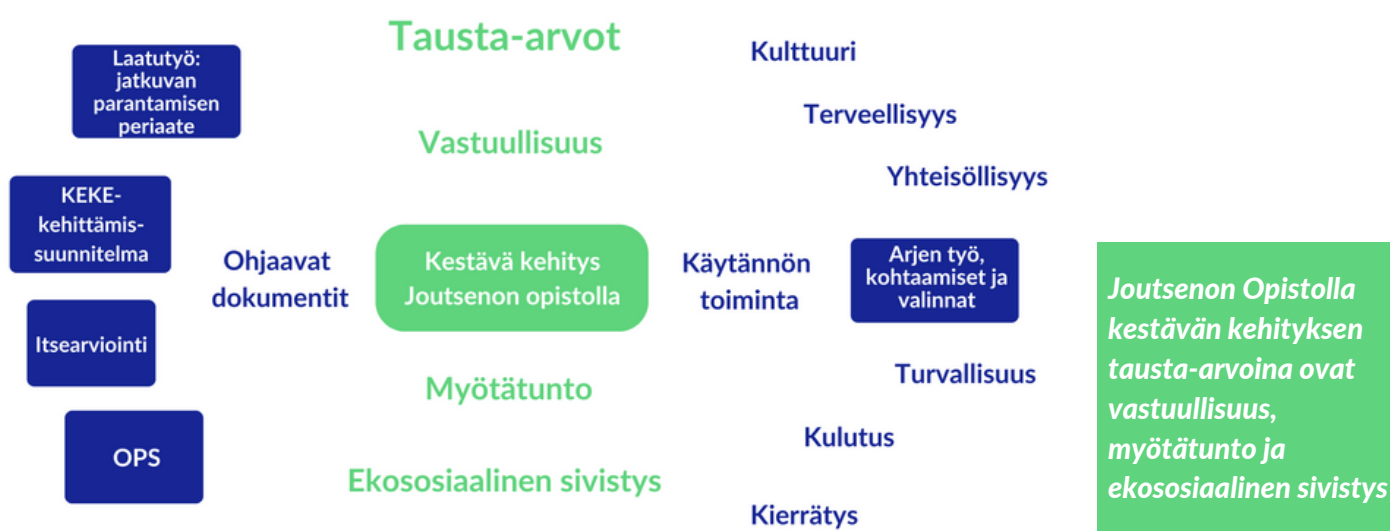 Tausta-arvot
Vastuullisuus
Laatutyö:
jatkuvan
parantamisen
periaate
KEKE-
kehittämis-
suunnitelma
Itsearviointi
OPS
Ohjaavat
dokumentit
Kestävä kehitys
Joutsenon opistolla
Myötätunto
Ekososiaalinen sivistys
Käytännön
toiminta
Kulttuuri
Terveellisyys
Yhteisöllisyys
Arjen työ,
kohtaamiset ja
valinnat
Turvallisuus
Kulutus
Kierrätys
Joutsenon Opistolla
kestävän kehityksen
tausta-arvoina ovat
vastuullisuus,
myötätunto ja
ekososiaalinen sivistys